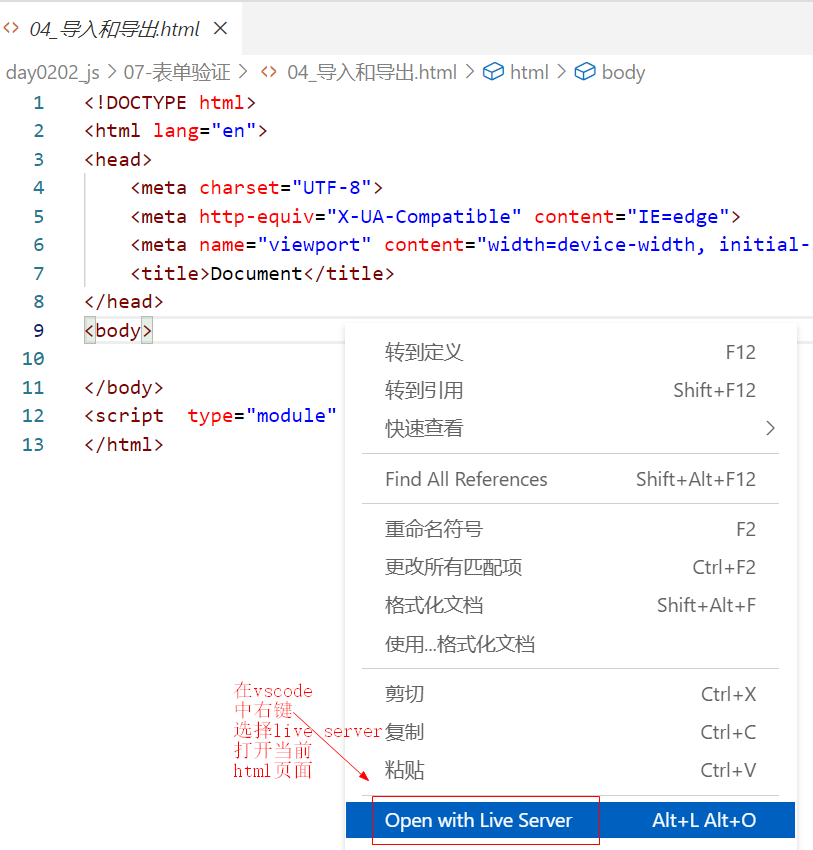 <> 04_导入和导出.html ×
day0202_js > 07-表单验证 > <> 04_导入和导出.html > html > body
1 <!DOCTYPE html>
2 <html lang="en">
3 <head>
4 <meta charset="UTF-8">
5 <meta http-equiv="X-UA-Compatible" content="IE=edge">
6 <meta name="viewport" content="width=device-width, initial-
7 <title>Document</title>
8 </head>
9 <body>
10
11 </body>
12 <script  type="module"
13 </html>
转到定义 F12
转到引用 Shift+F12
快速查看 >
Find All References Shift+Alt+F12
重命名符号 F2
更改所有匹配项 Ctrl+F2
格式化文档 Shift+Alt+F
使用...格式化文档
剪切 Ctrl+X
复制 Ctrl+C
粘贴 Ctrl+V
Open with Live Server Alt+L Alt+O
在vscode
中右键
选择live server
打开当前
html页面